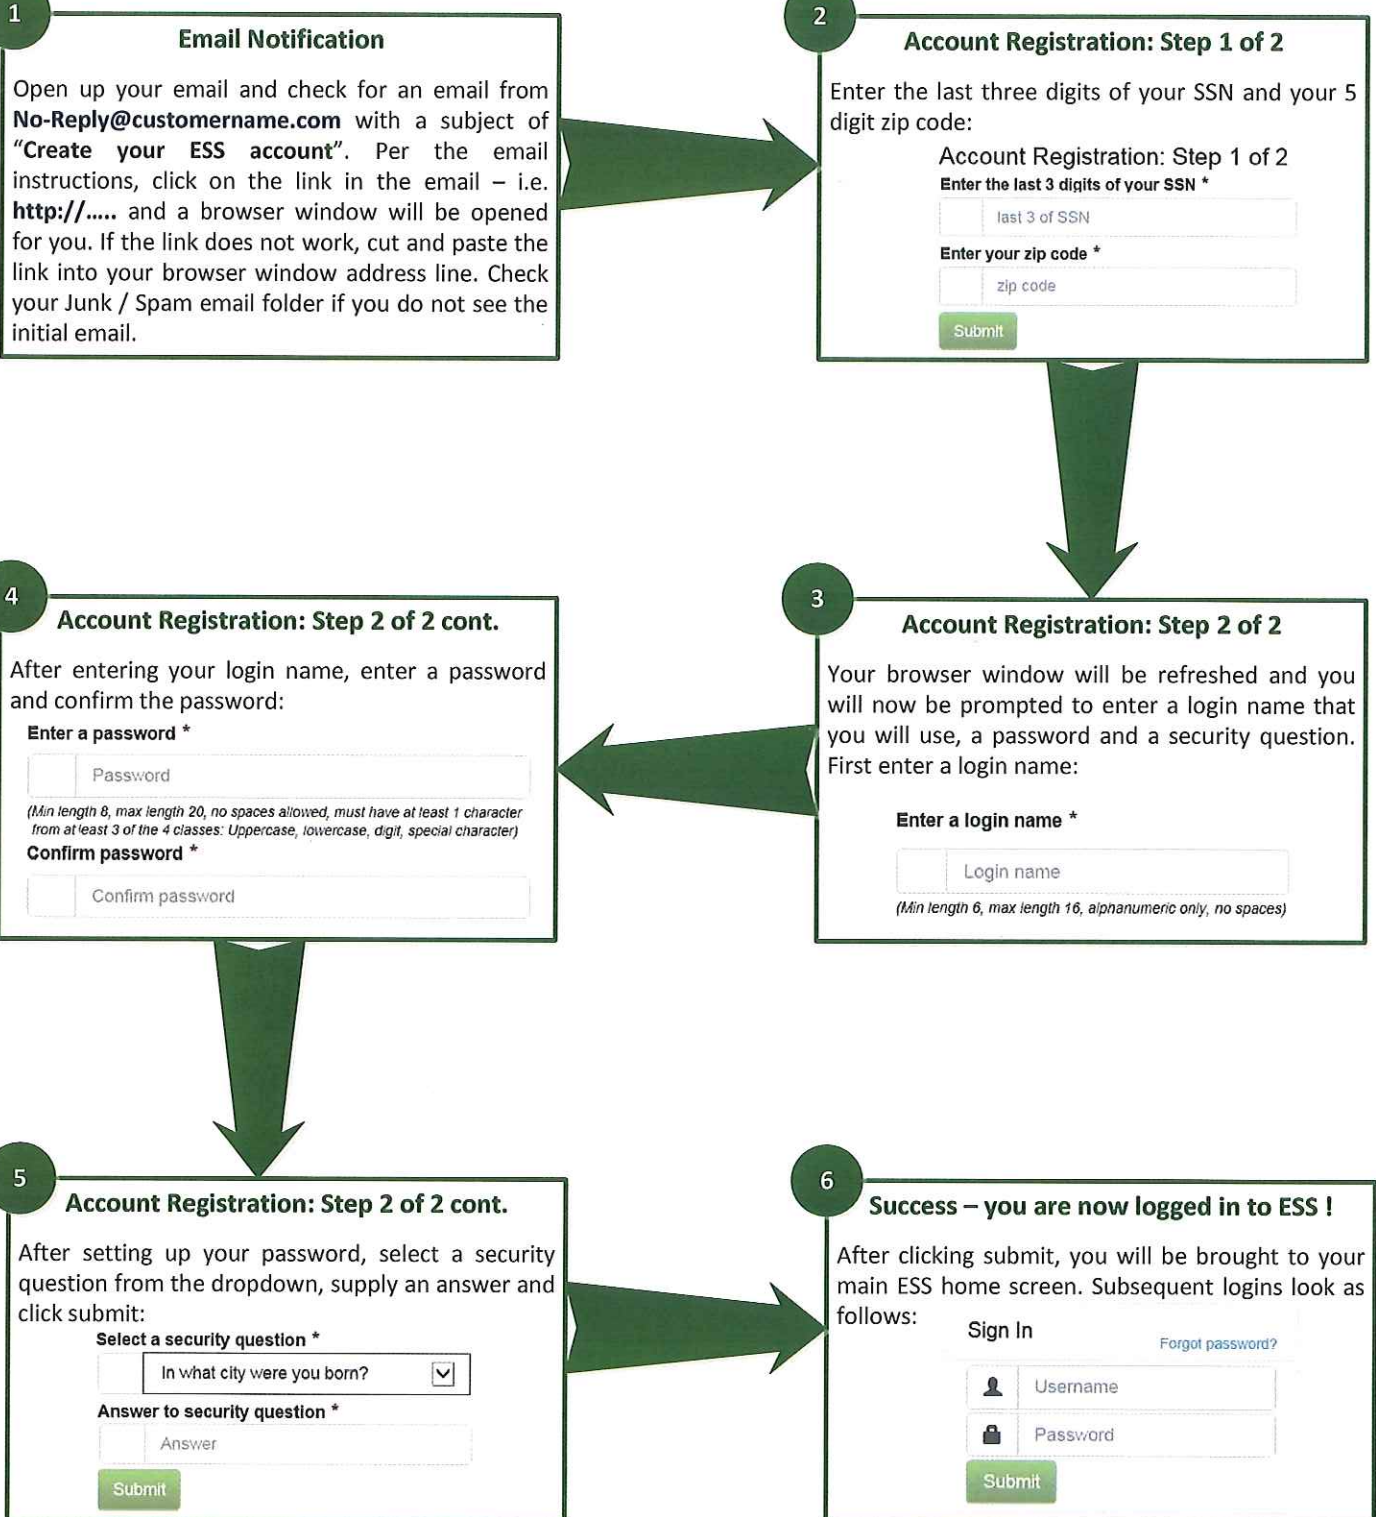 1
Email Notification
Open up your email and check for an email from
No-Reply@customername.com with a subject of
"Create your ESS account". Per the email
instructions, click on the link in the email – i.e.
http://..... and a browser window will be opened
for you. If the link does not work, cut and paste the
link into your browser window address line. Check
your Junk / Spam email folder if you do not see the
initial email.
2
Account Registration: Step 1 of 2
Enter the last three digits of your SSN and your 5
digit zip code:
Account Registration: Step 1 of 2
Enter the last 3 digits of your SSN *
last 3 of SSN
Enter your zip code *
zip code
Submit
3
Account Registration: Step 2 of 2
Your browser window will be refreshed and you
will now be prompted to enter a login name that
you will use, a password and a security question.
First enter a login name:
Enter a login name *
Login name
(Min length 6, max length 16, alphanumeric only, no spaces)
4
Account Registration: Step 2 of 2 cont.
After entering your login name, enter a password
and confirm the password:
Enter a password *
Password
(Min length 8, max length 20, no spaces allowed, must have at least 1 character
from at least 3 of the 4 classes: Uppercase, lowercase, digit, special character)
Confirm password *
Confirm password
5
Account Registration: Step 2 of 2 cont.
After setting up your password, select a security
question from the dropdown, supply an answer and
click submit:
Select a security question *
In what city were you born?
Answer to security question *
Answer
Submit
6
Success – you are now logged in to ESS !
After clicking submit, you will be brought to your
main ESS home screen. Subsequent logins look as
follows:
Sign In
Forgot password?
Username
Password
Submit